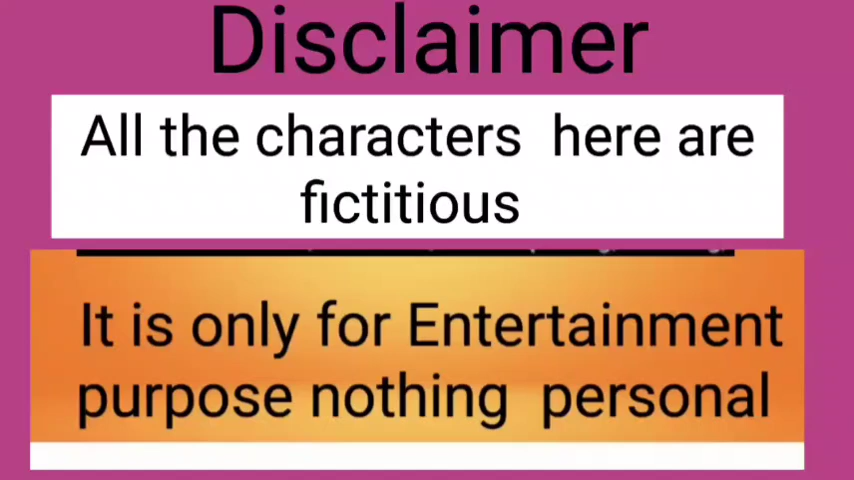 Disclaimer
All the characters here are
fictitious
It is only for Entertainment
purpose nothing personal